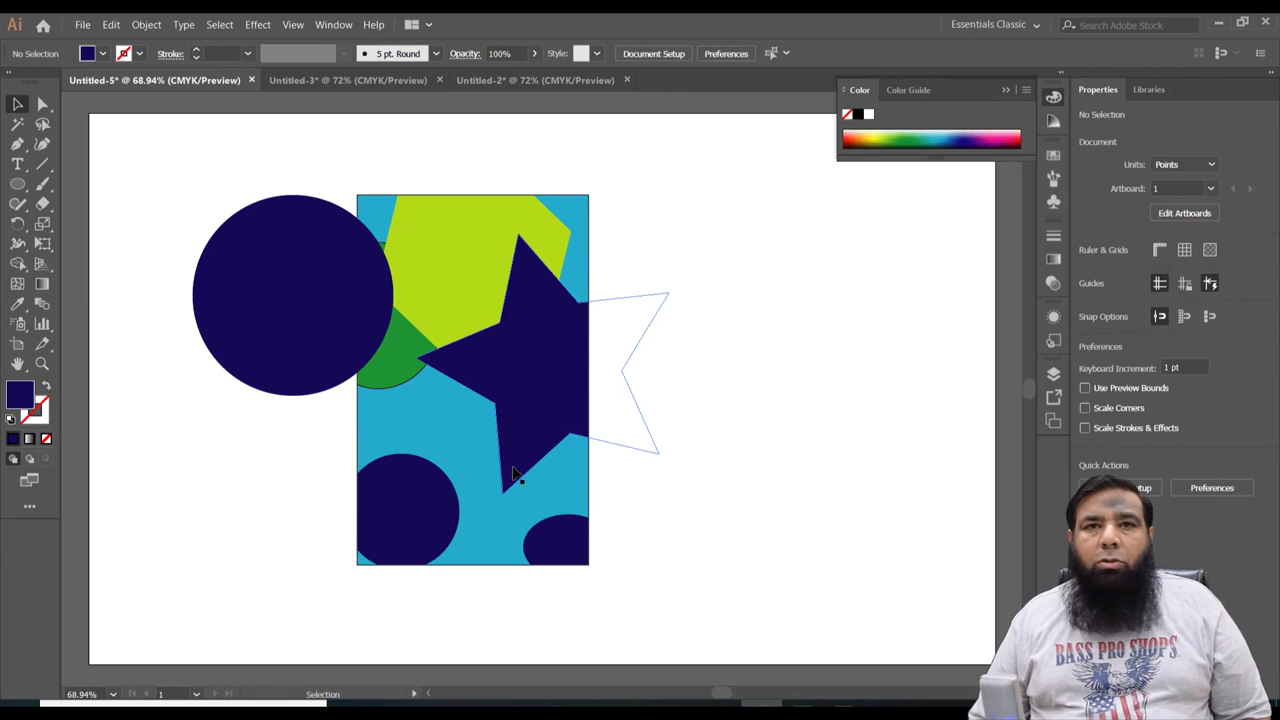 Ai File Edit Object Type Select Effect View Window Help Essentials Classic Search Adobe Stock
No Selection Stroke: 5 pt. Round Opacity: 100% Style: Document Setup Preferences
Untitled-5* @ 68.94% (CMYK/Preview) Untitled-3* @ 72% (CMYK/Preview) Untitled-2* @ 72% (CMYK/Preview)
Color Color Guide
Properties Libraries
No Selection
Document
Units: Points
Artboard: 1
Edit Artboards
Ruler & Grids
Guides
Snap Options
Preferences
Keyboard Increment: 1 pt
Use Preview Bounds
Scale Corners
Scale Strokes & Effects
Quick Actions
Preferences
BASS PRO SHOPS
68.94% 1 Selection